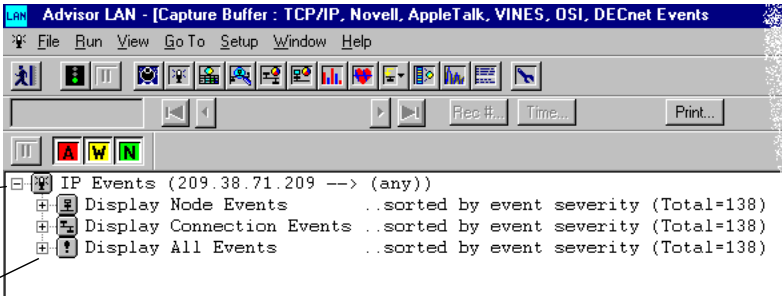 LAN Advisor LAN - [Capture Buffer : TCP/IP, Novell, AppleTalk, VINES, OSI, DECnet Events
File Run View Go To Setup Window Help
Rec #... Time... Print...
A W N
IP Events (209.38.71.209 --> (any))
Display Node Events ..sorted by event severity (Total=138)
Display Connection Events ..sorted by event severity (Total=138)
Display All Events ..sorted by event severity (Total=138)